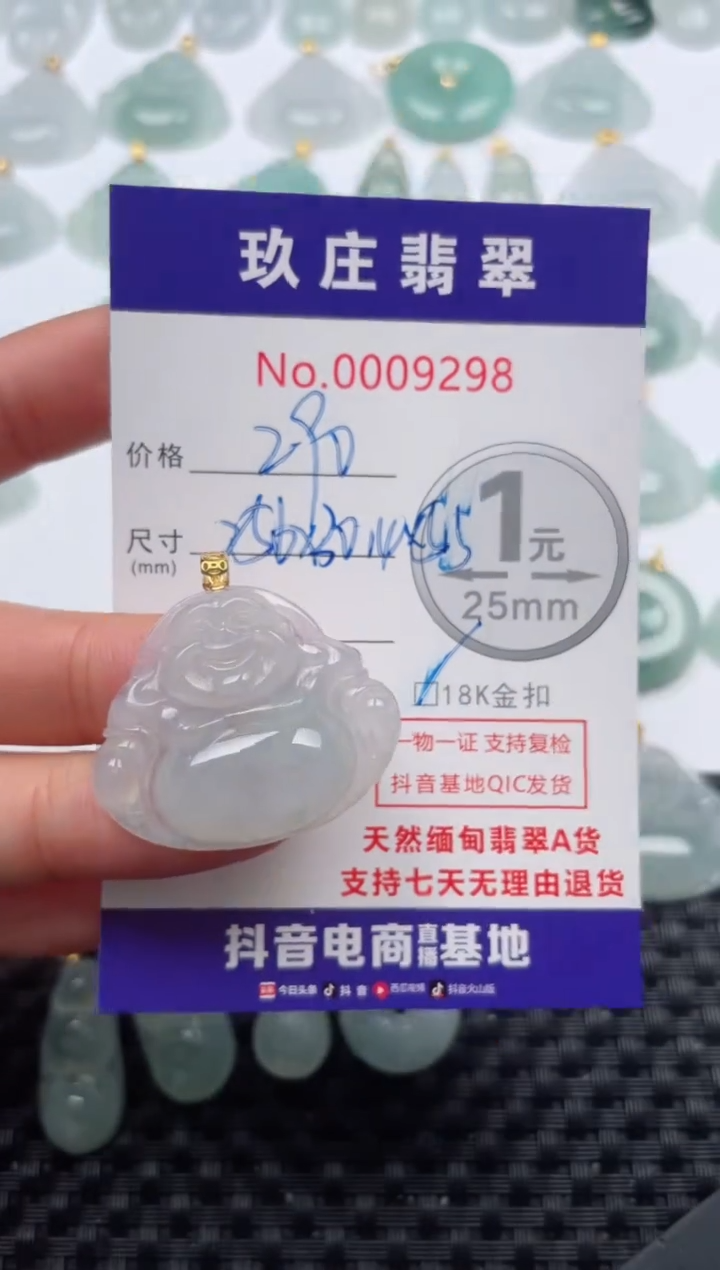 玖庄翡翠
No.0009298
价格
尺寸
(mm)
1元
25mm
18K金扣
一物一证 支持复检
抖音基地QIC发货
天然缅甸翡翠A货
支持七天无理由退货
抖音电商直播基地
今日头条 抖音 西瓜视频 抖音火山版